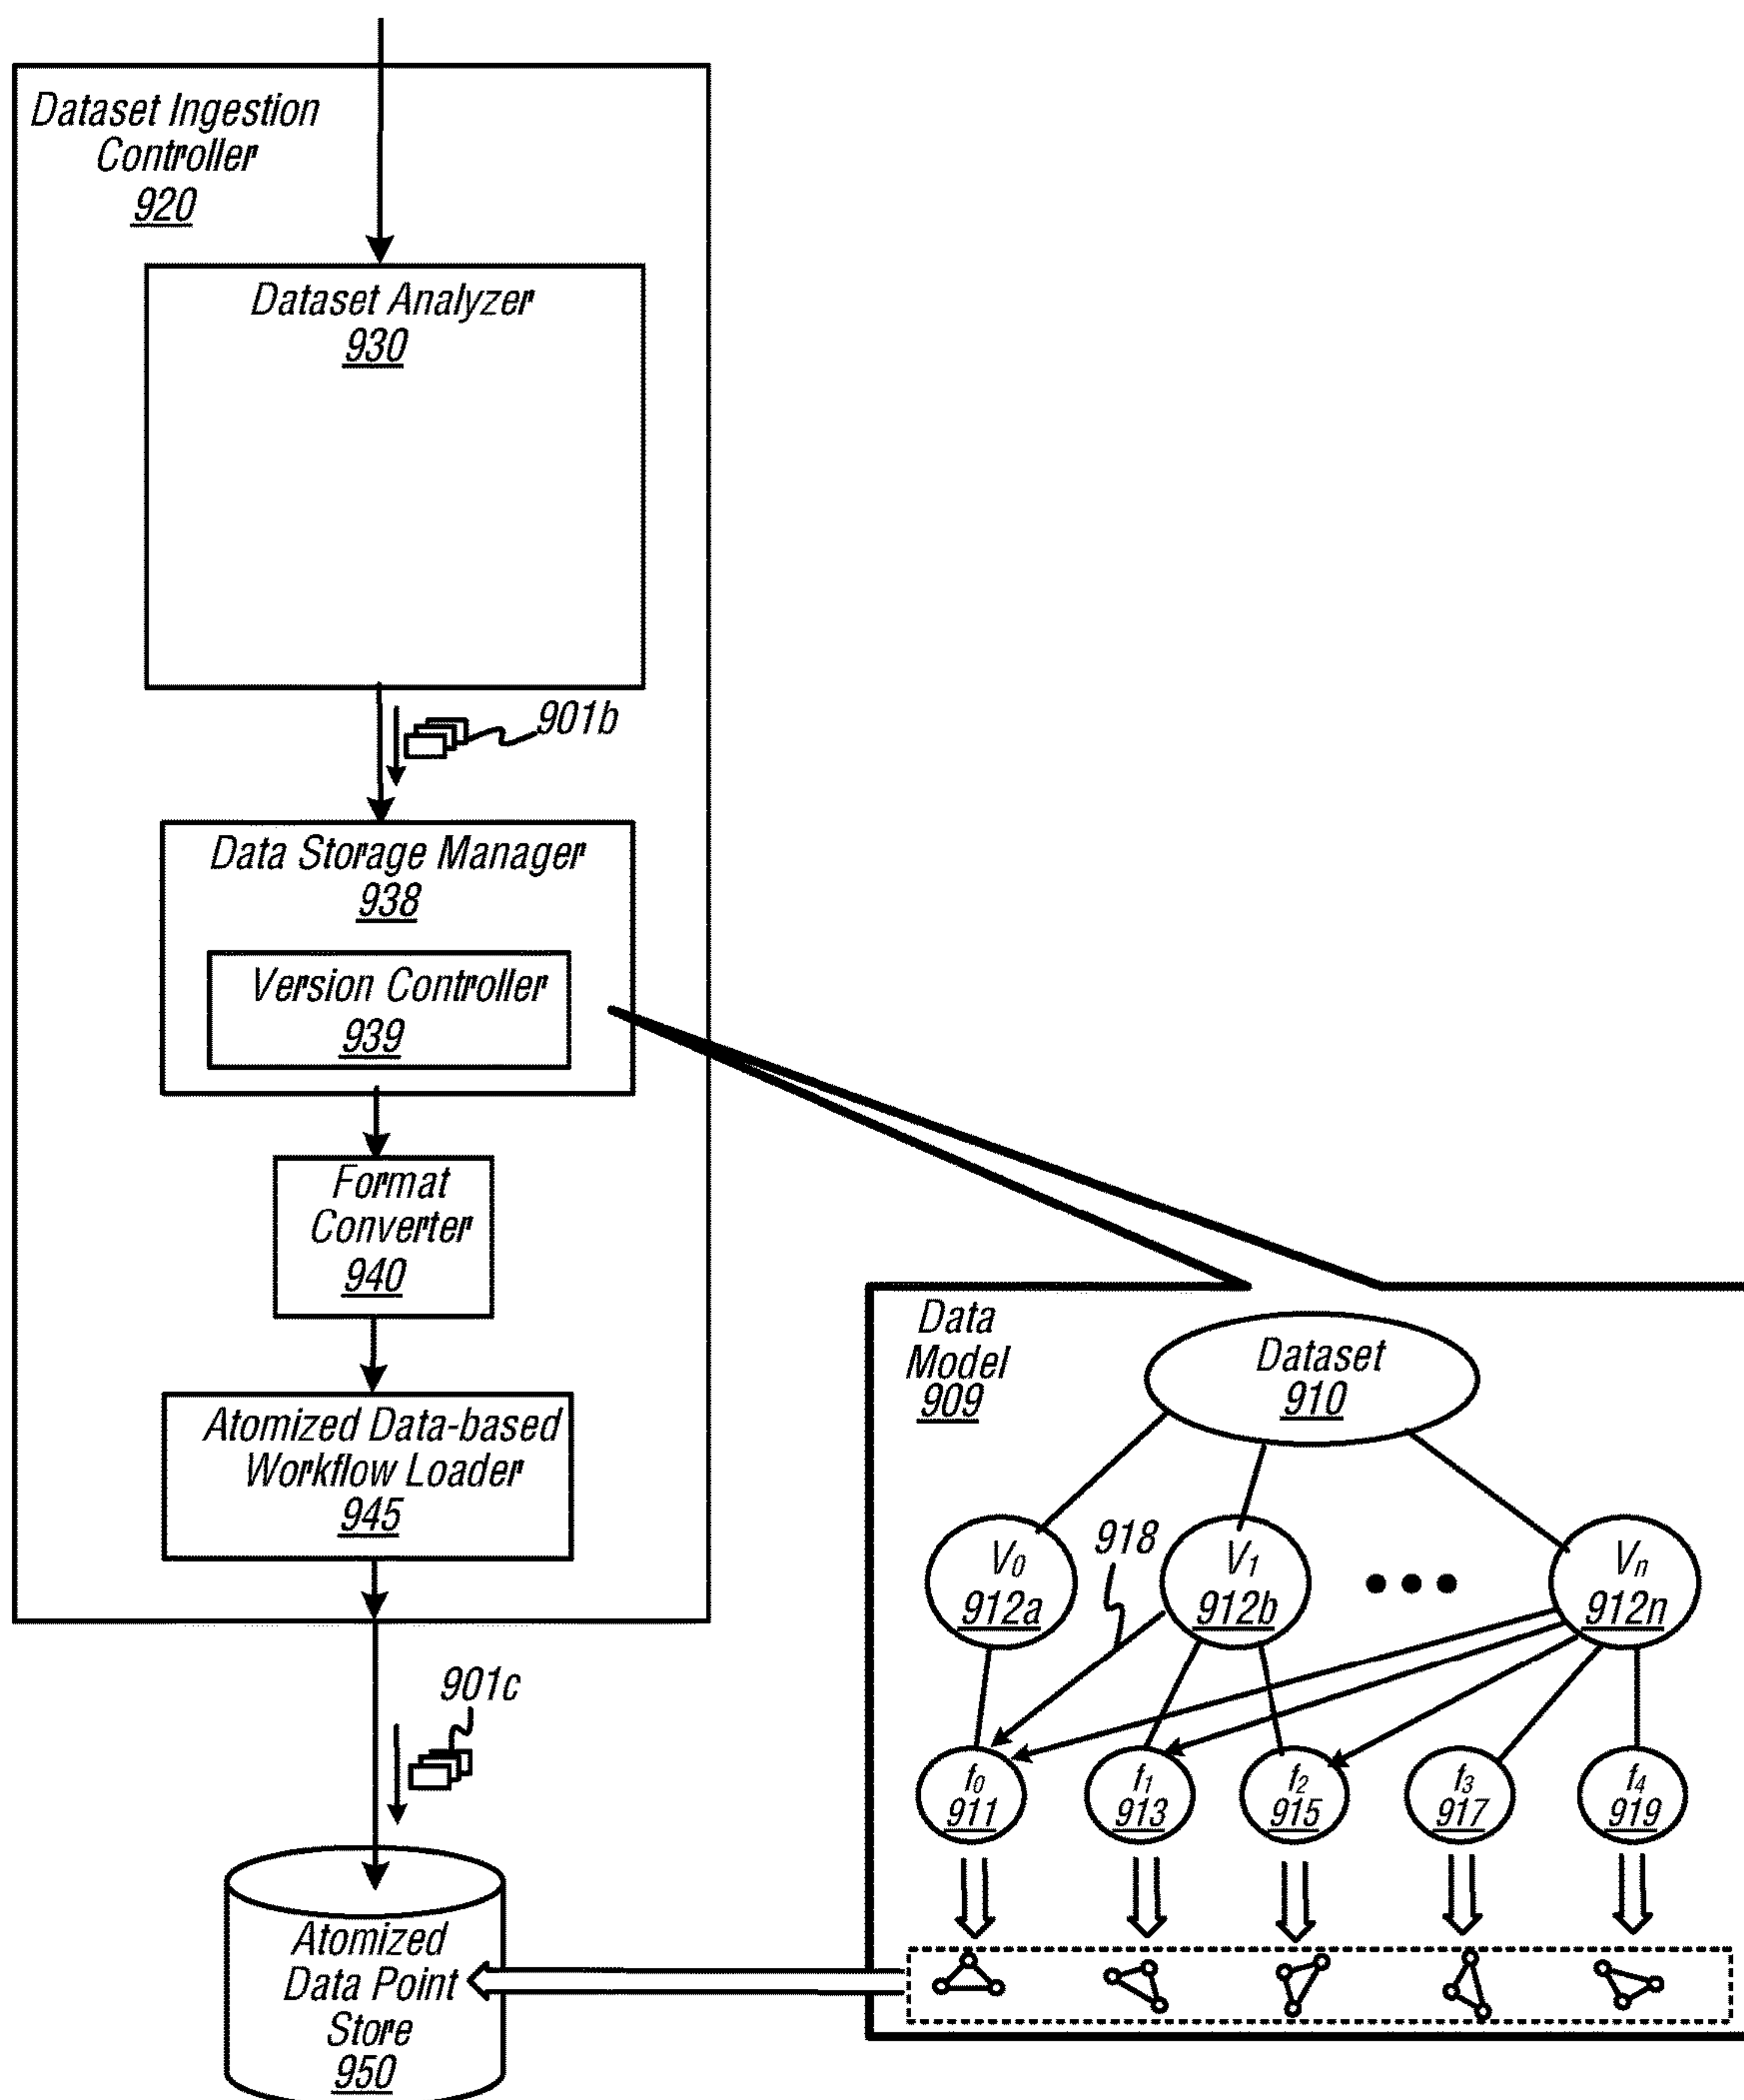 Dataset Ingestion
Controller
920
Dataset Analyzer
930
901b
Data Storage Manager
938
Version Controller
939
Format
Converter
940
Atomized Data-based
Workflow Loader
945
901c
Atomized
Data Point
Store
950
Data
Model
909
Dataset
910
918
V0
912a
V1
912b
Vn
912n
f0
911
f1
913
f2
915
f3
917
f4
919